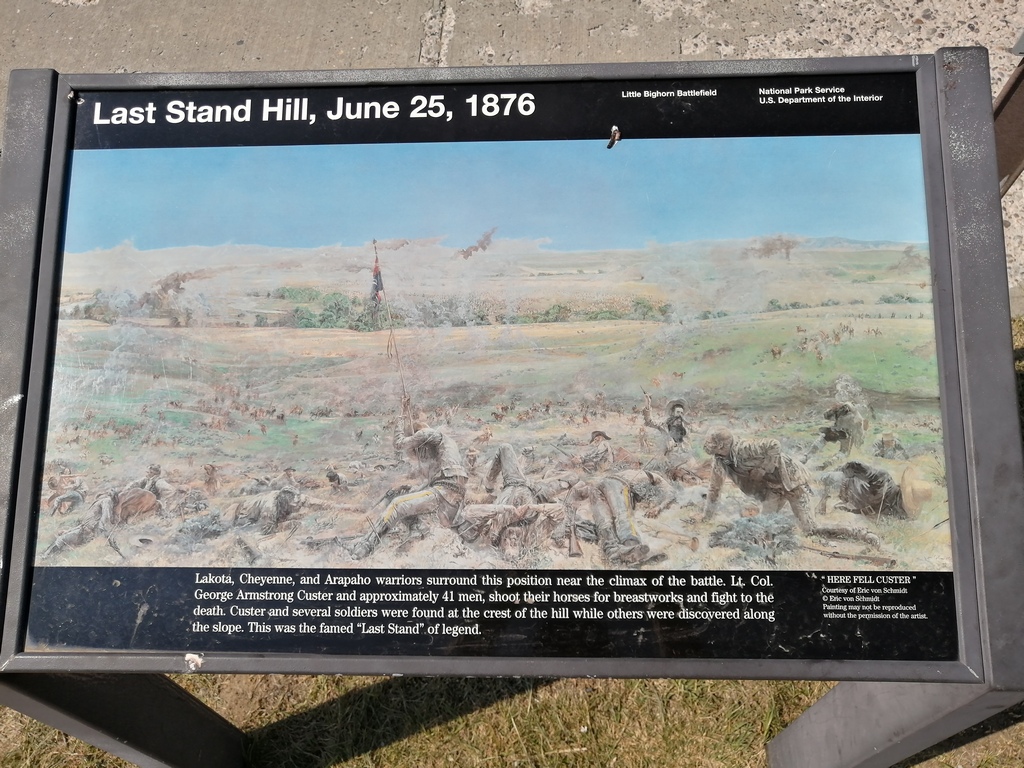 Last Stand Hill, June 25, 1876
Little Bighorn Battlefield
National Park Service
U.S. Department of the Interior
Lakota, Cheyenne, and Arapaho warriors surround this position near the climax of the battle. Lt. Col.
George Armstrong Custer and approximately 41 men, shoot their horses for breastworks and fight to the
death. Custer and several soldiers were found at the crest of the hill while others were discovered along
the slope. This was the famed “Last Stand” of legend.
“HERE FELL CUSTER”
Courtesy of Eric von Schmidt
© Eric von Schmidt
Painting may not be reproduced
without the permission of the artist.